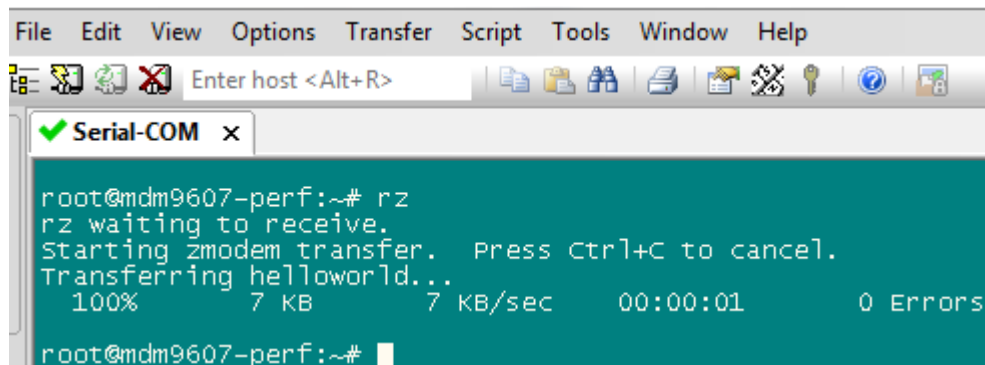 File Edit View Options Transfer Script Tools Window Help
Enter host <Alt+R>
Serial-COM x
root@mdm9607-perf:~# rz
rz waiting to receive.
Starting zmodem transfer.  Press Ctrl+C to cancel.
Transferring helloworld...
  100%       7 KB       7 KB/sec    00:00:01       0 Errors
root@mdm9607-perf:~#